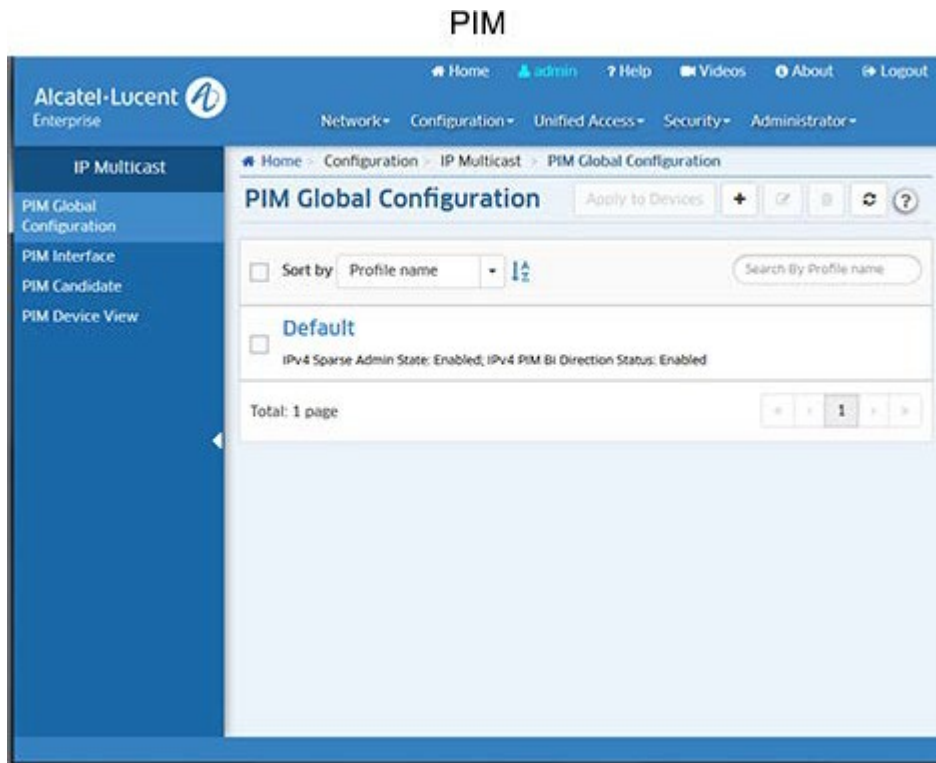 PIM
Home admin ? Help Videos About Logout
Alcatel·Lucent
Enterprise
Network Configuration Unified Access Security Administrator
IP Multicast
Home > Configuration > IP Multicast > PIM Global Configuration
PIM Global Configuration
Apply to Devices + ?
PIM Global
Configuration
PIM Interface
PIM Candidate
PIM Device View
Sort by Profile name Search By Profile name
Default
IPv4 Sparse Admin State: Enabled, IPv4 PIM Bi Direction Status: Enabled
Total: 1 page « ‹ 1 › »